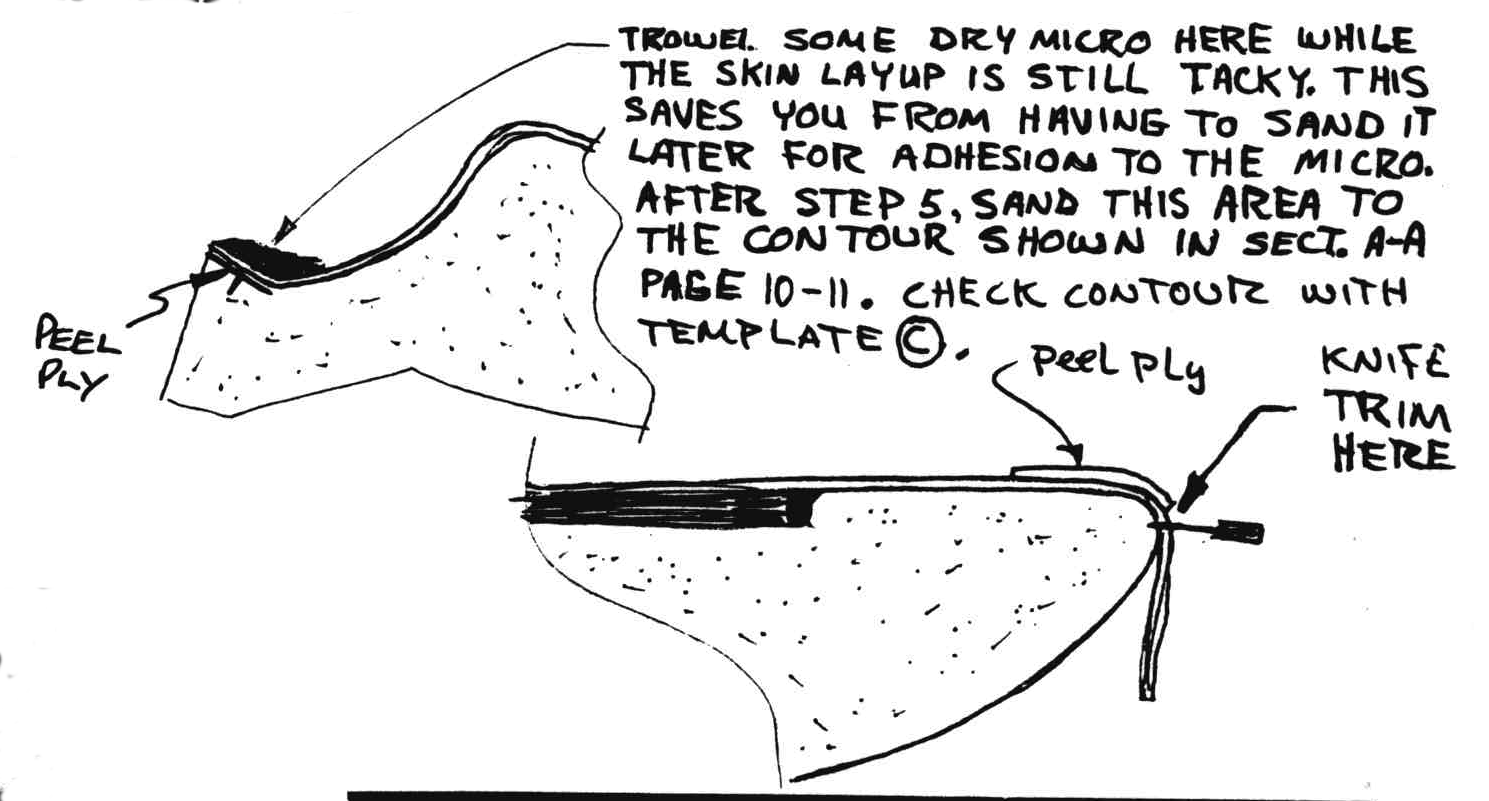 TROWEL SOME DRY MICRO HERE WHILE
THE SKIN LAYUP IS STILL TACKY. THIS
SAVES YOU FROM HAVING TO SAND IT
LATER FOR ADHESION TO THE MICRO.
AFTER STEP 5, SAND THIS AREA TO
THE CONTOUR SHOWN IN SECT. A-A
PAGE 10-11. CHECK CONTOUR WITH
TEMPLATE Ⓒ.
PEEL
PLY
peel ply
KNIFE
TRIM
HERE